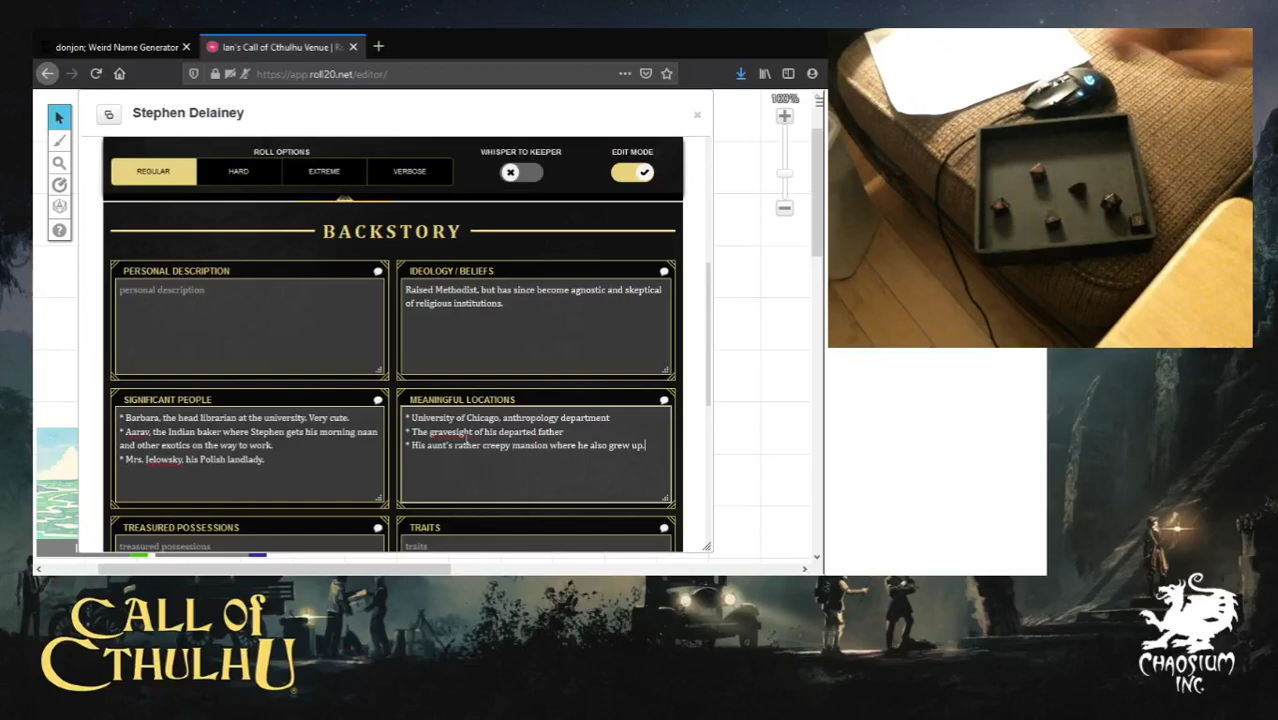 donjon; Weird Name Generator
Ian's Call of Cthulhu Venue | Ro
https://app.roll20.net/editor/
Stephen Delainey
ROLL OPTIONS
WHISPER TO KEEPER
EDIT MODE
REGULAR
HARD
EXTREME
VERBOSE
BACKSTORY
PERSONAL DESCRIPTION
personal description
IDEOLOGY / BELIEFS
Raised Methodist, but has since become agnostic and skeptical
of religious institutions.
SIGNIFICANT PEOPLE
* Barbara, the head librarian at the university. Very cute.
* Aarav, the Indian baker where Stephen gets his morning naan
and other exotics on the way to work.
* Mrs. Jelowsky, his Polish landlady.
MEANINGFUL LOCATIONS
* University of Chicago, anthropology department
* The gravesight of his departed father
* His aunt's rather creepy mansion where he also grew up.
TREASURED POSSESSIONS
treasured possessions
TRAITS
traits
CALL of
CTHULHU
CHAOSIUM
INC.